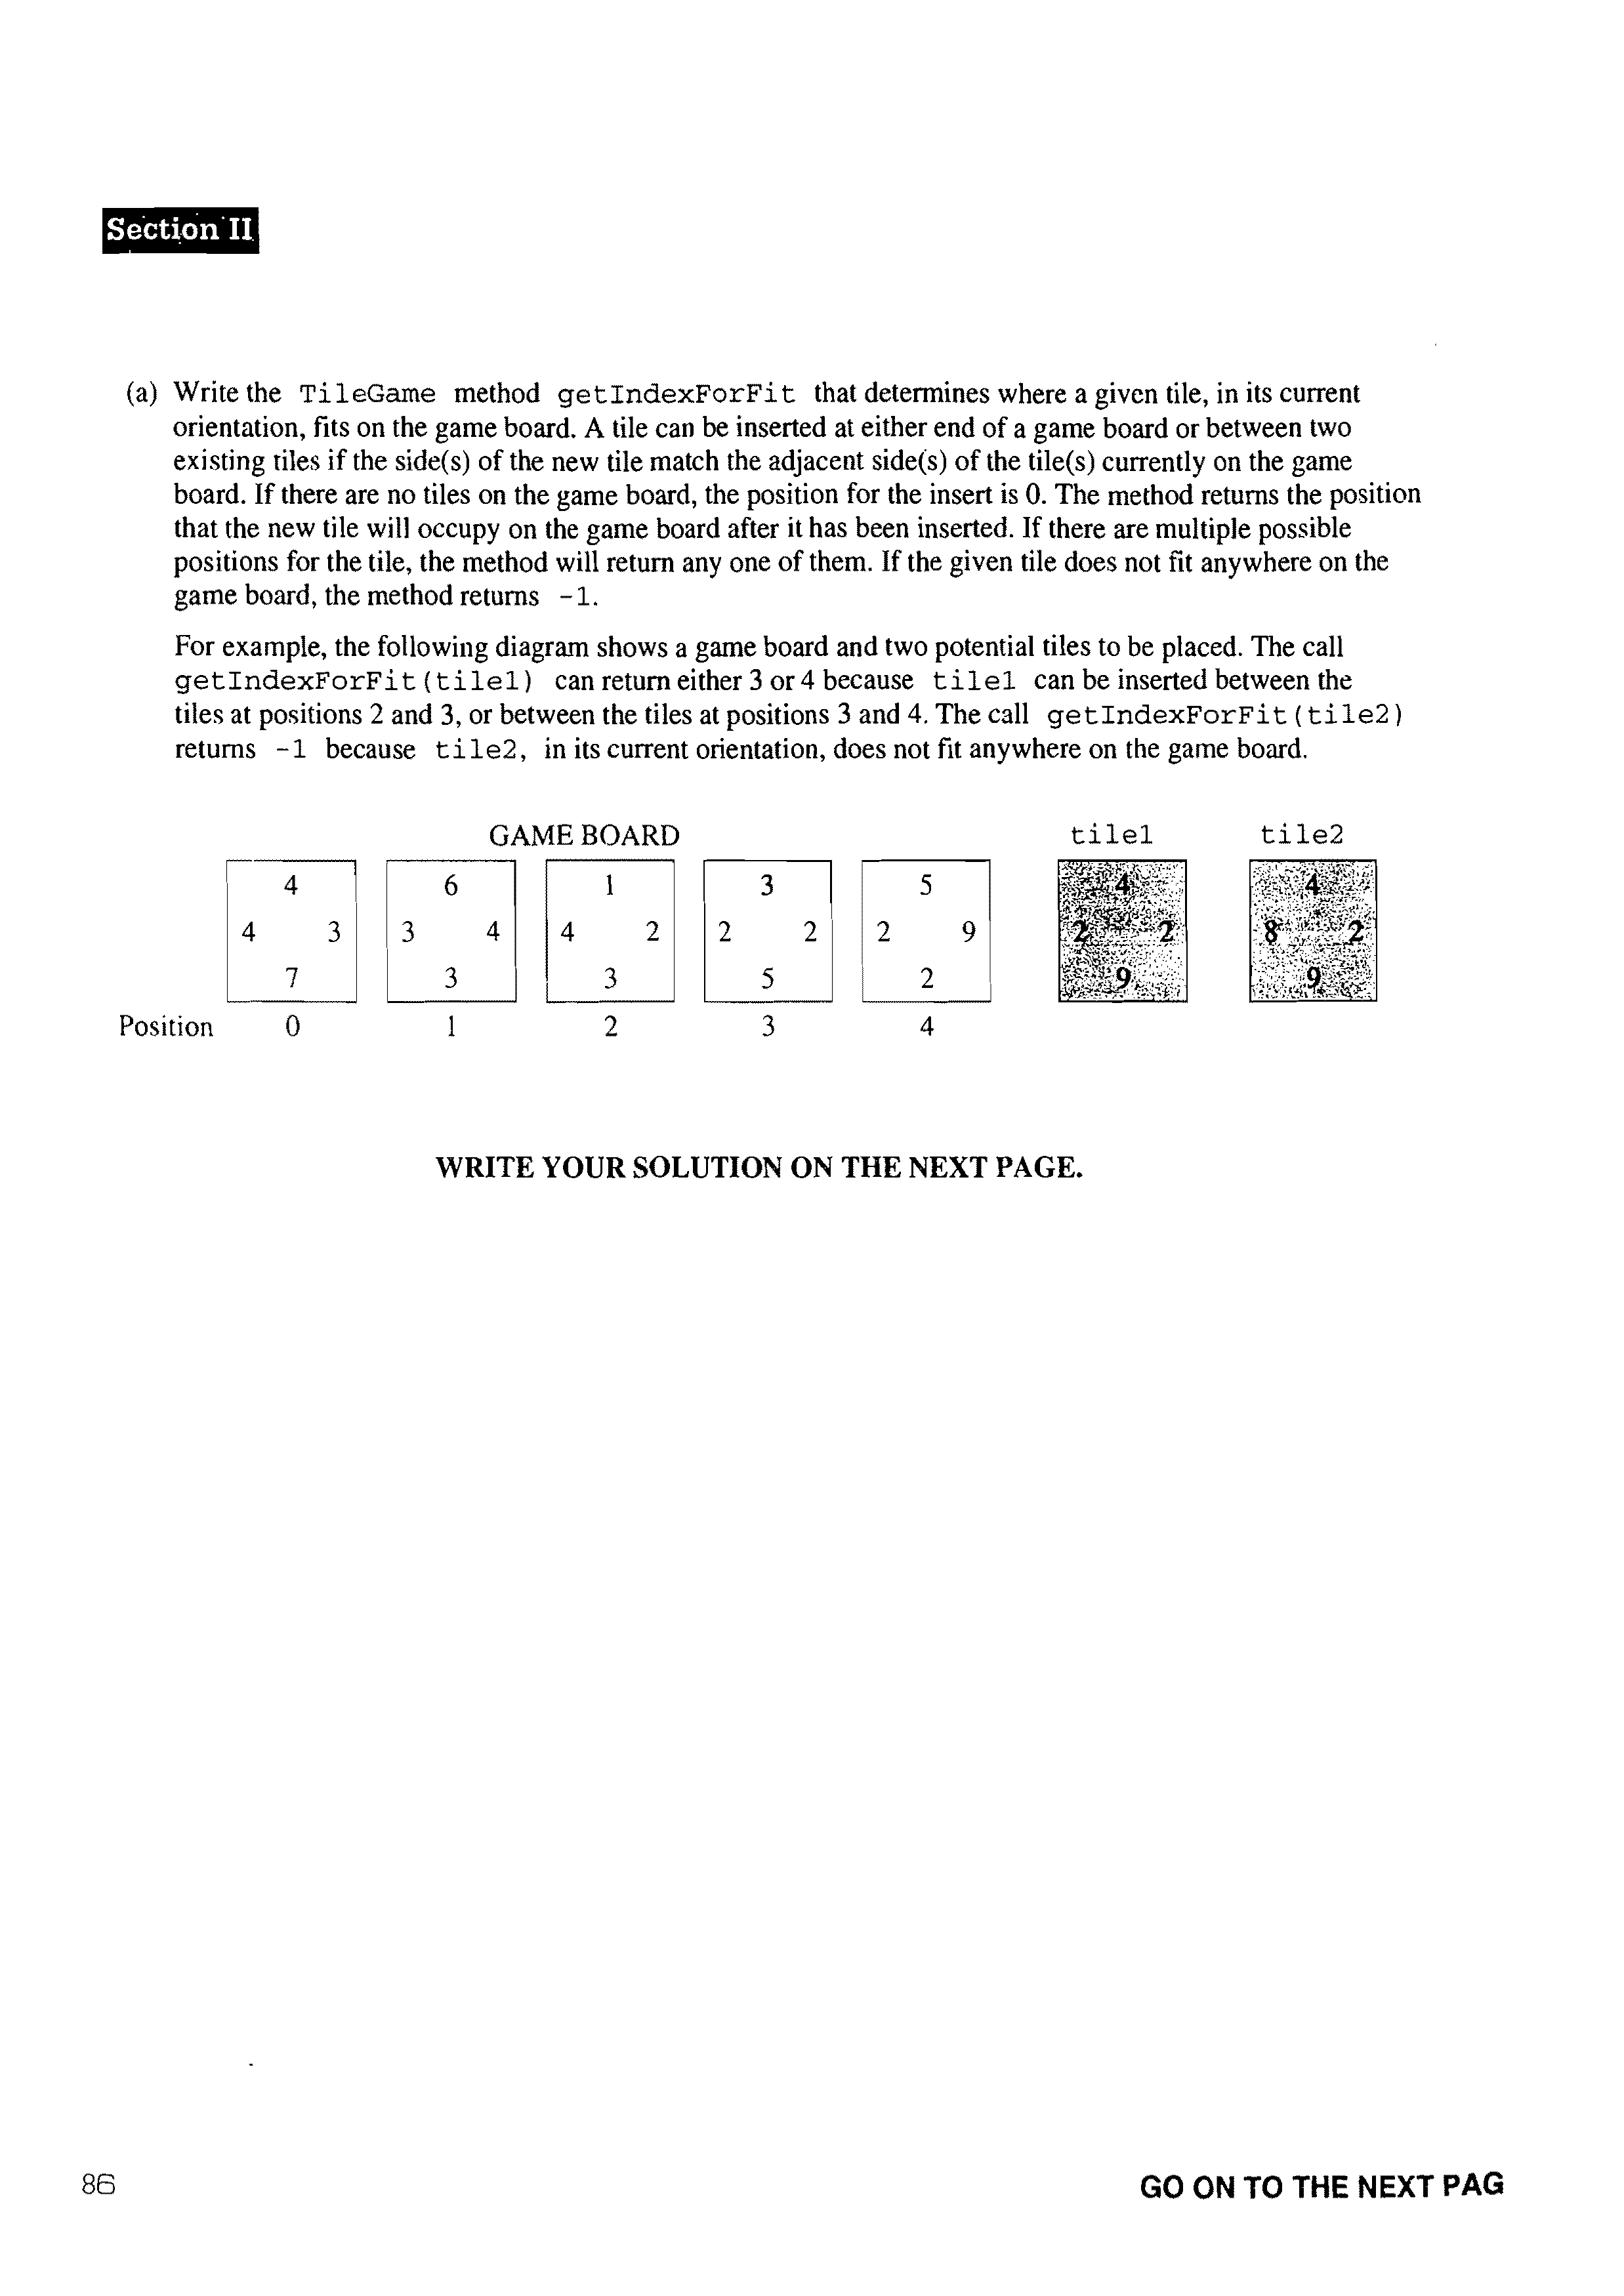 Section II
(a) Write the TileGame method getIndexForFit that determines where a given tile, in its current
orientation, fits on the game board. A tile can be inserted at either end of a game board or between two
existing tiles if the side(s) of the new tile match the adjacent side(s) of the tile(s) currently on the game
board. If there are no tiles on the game board, the position for the insert is 0. The method returns the position
that the new tile will occupy on the game board after it has been inserted. If there are multiple possible
positions for the tile, the method will return any one of them. If the given tile does not fit anywhere on the
game board, the method returns -1.
For example, the following diagram shows a game board and two potential tiles to be placed. The call
getIndexForFit(tile1) can return either 3 or 4 because tile1 can be inserted between the
tiles at positions 2 and 3, or between the tiles at positions 3 and 4. The call getIndexForFit(tile2)
returns -1 because tile2, in its current orientation, does not fit anywhere on the game board.
GAME BOARD tile1 tile2
4 6 1 3 5 4 4
4 3 3 4 4 2 2 2 2 9 2 2 8 2
7 3 3 5 2 9 9
Position 0 1 2 3 4
WRITE YOUR SOLUTION ON THE NEXT PAGE.
86
GO ON TO THE NEXT PAG